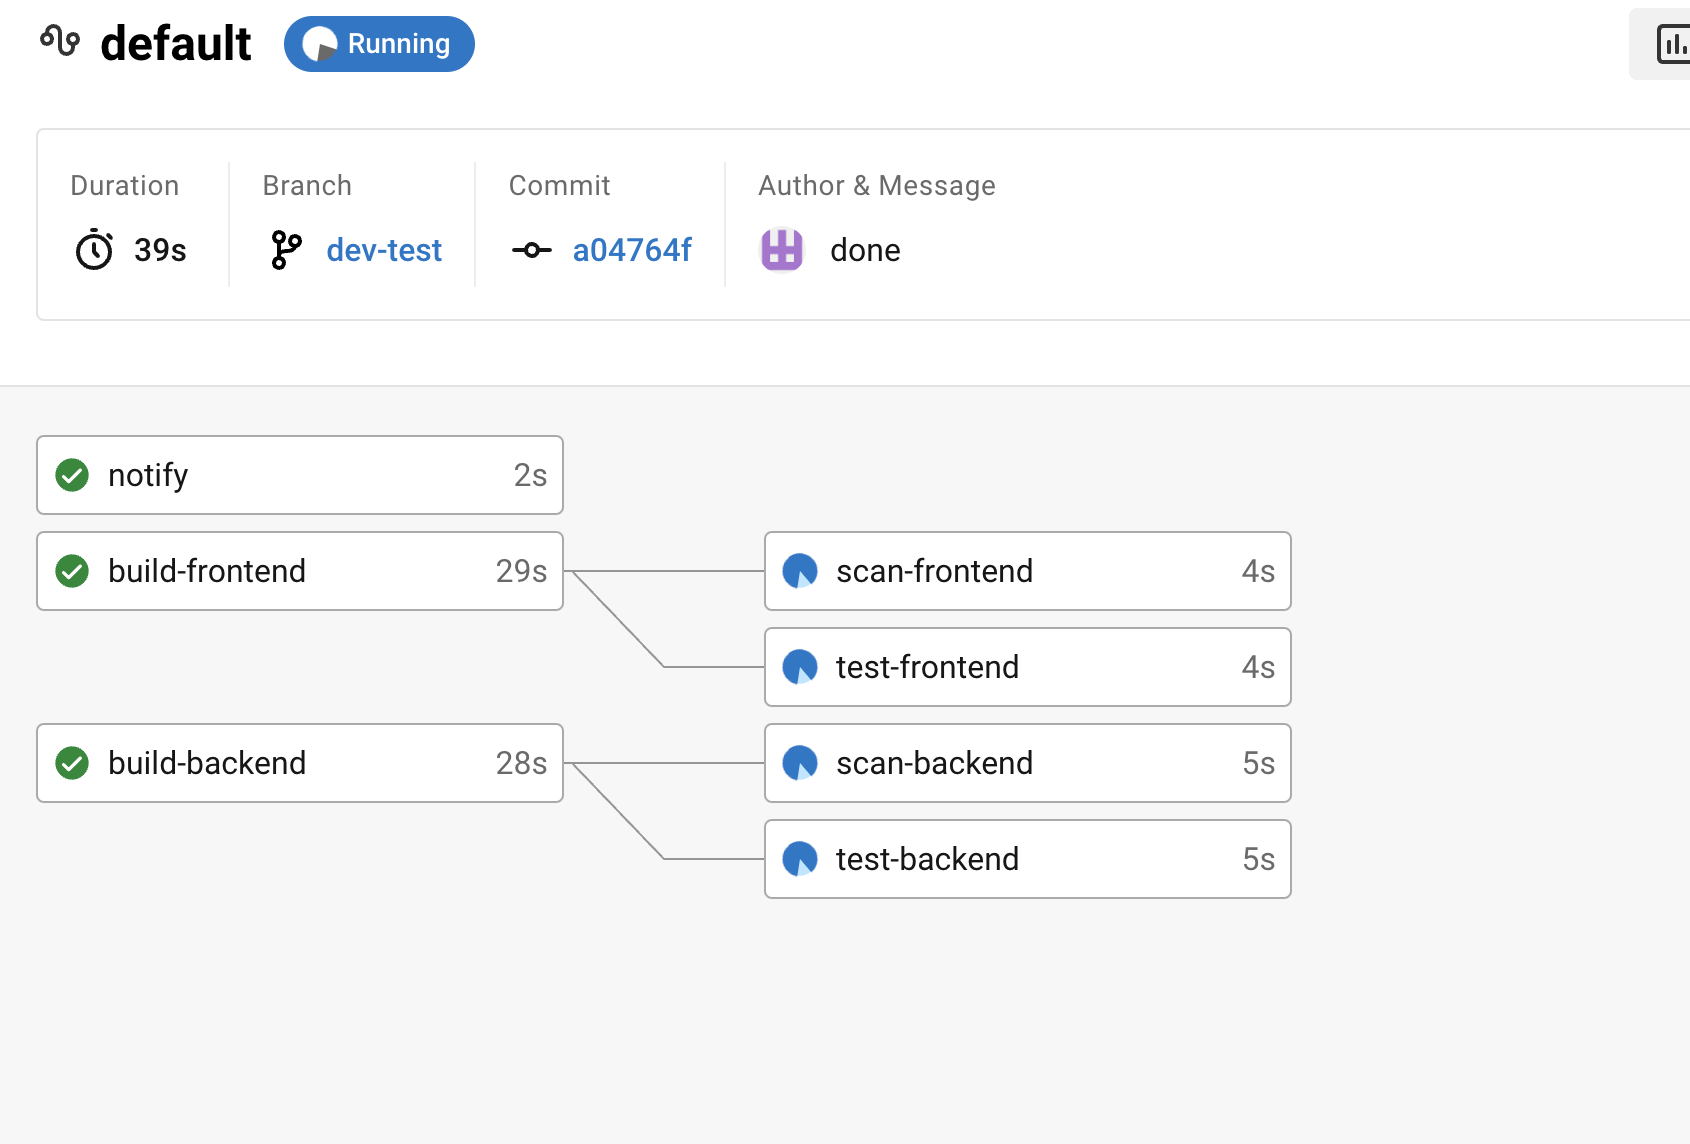 default
Running
Duration
39s
Branch
dev-test
Commit
a04764f
Author & Message
done
notify 2s
build-frontend 29s
scan-frontend 4s
test-frontend 4s
build-backend 28s
scan-backend 5s
test-backend 5s